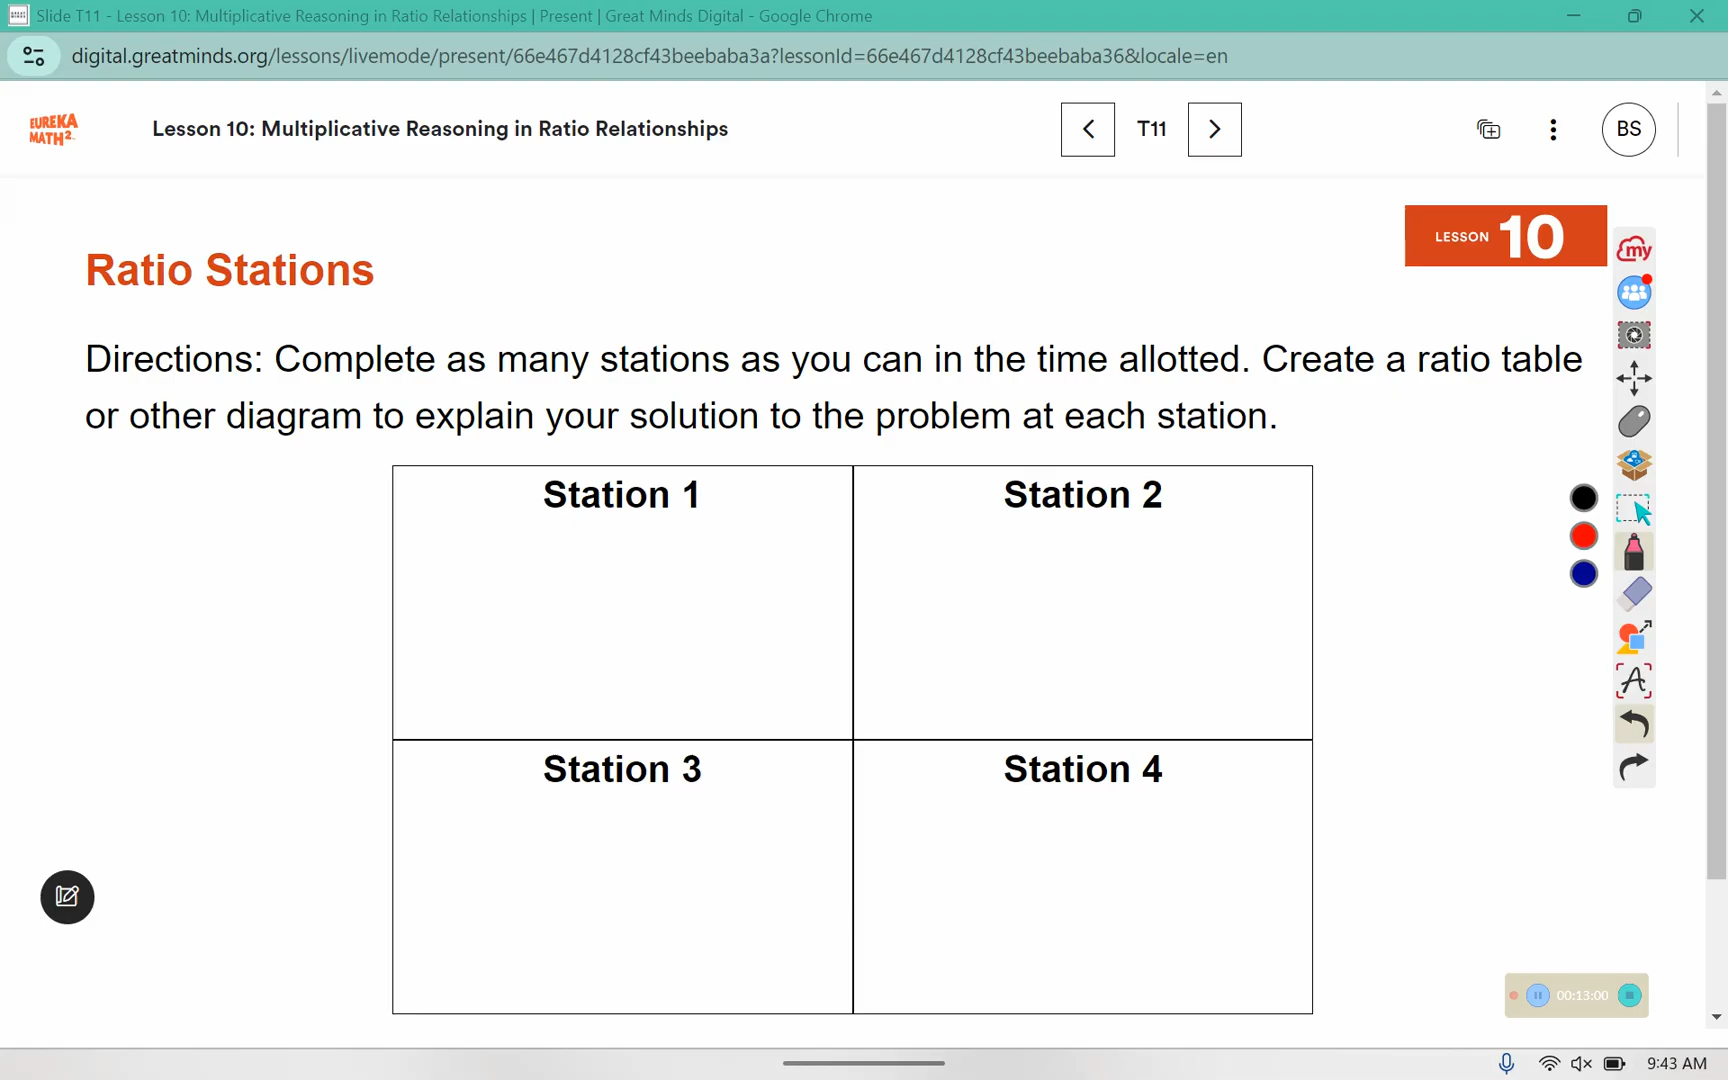 Slide T11 - Lesson 10: Multiplicative Reasoning in Ratio Relationships | Present | Great Minds Digital - Google Chrome
digital.greatminds.org/lessons/livemode/present/66e467d4128cf43beebaba3a?lessonId=66e467d4128cf43beebaba36&locale=en
EUREKA
MATH²
Lesson 10: Multiplicative Reasoning in Ratio Relationships
T11
BS
LESSON 10
my
Ratio Stations
Directions: Complete as many stations as you can in the time allotted. Create a ratio table
or other diagram to explain your solution to the problem at each station.
Station 1
Station 2
Station 3
Station 4
A
00:13:00
9:43 AM